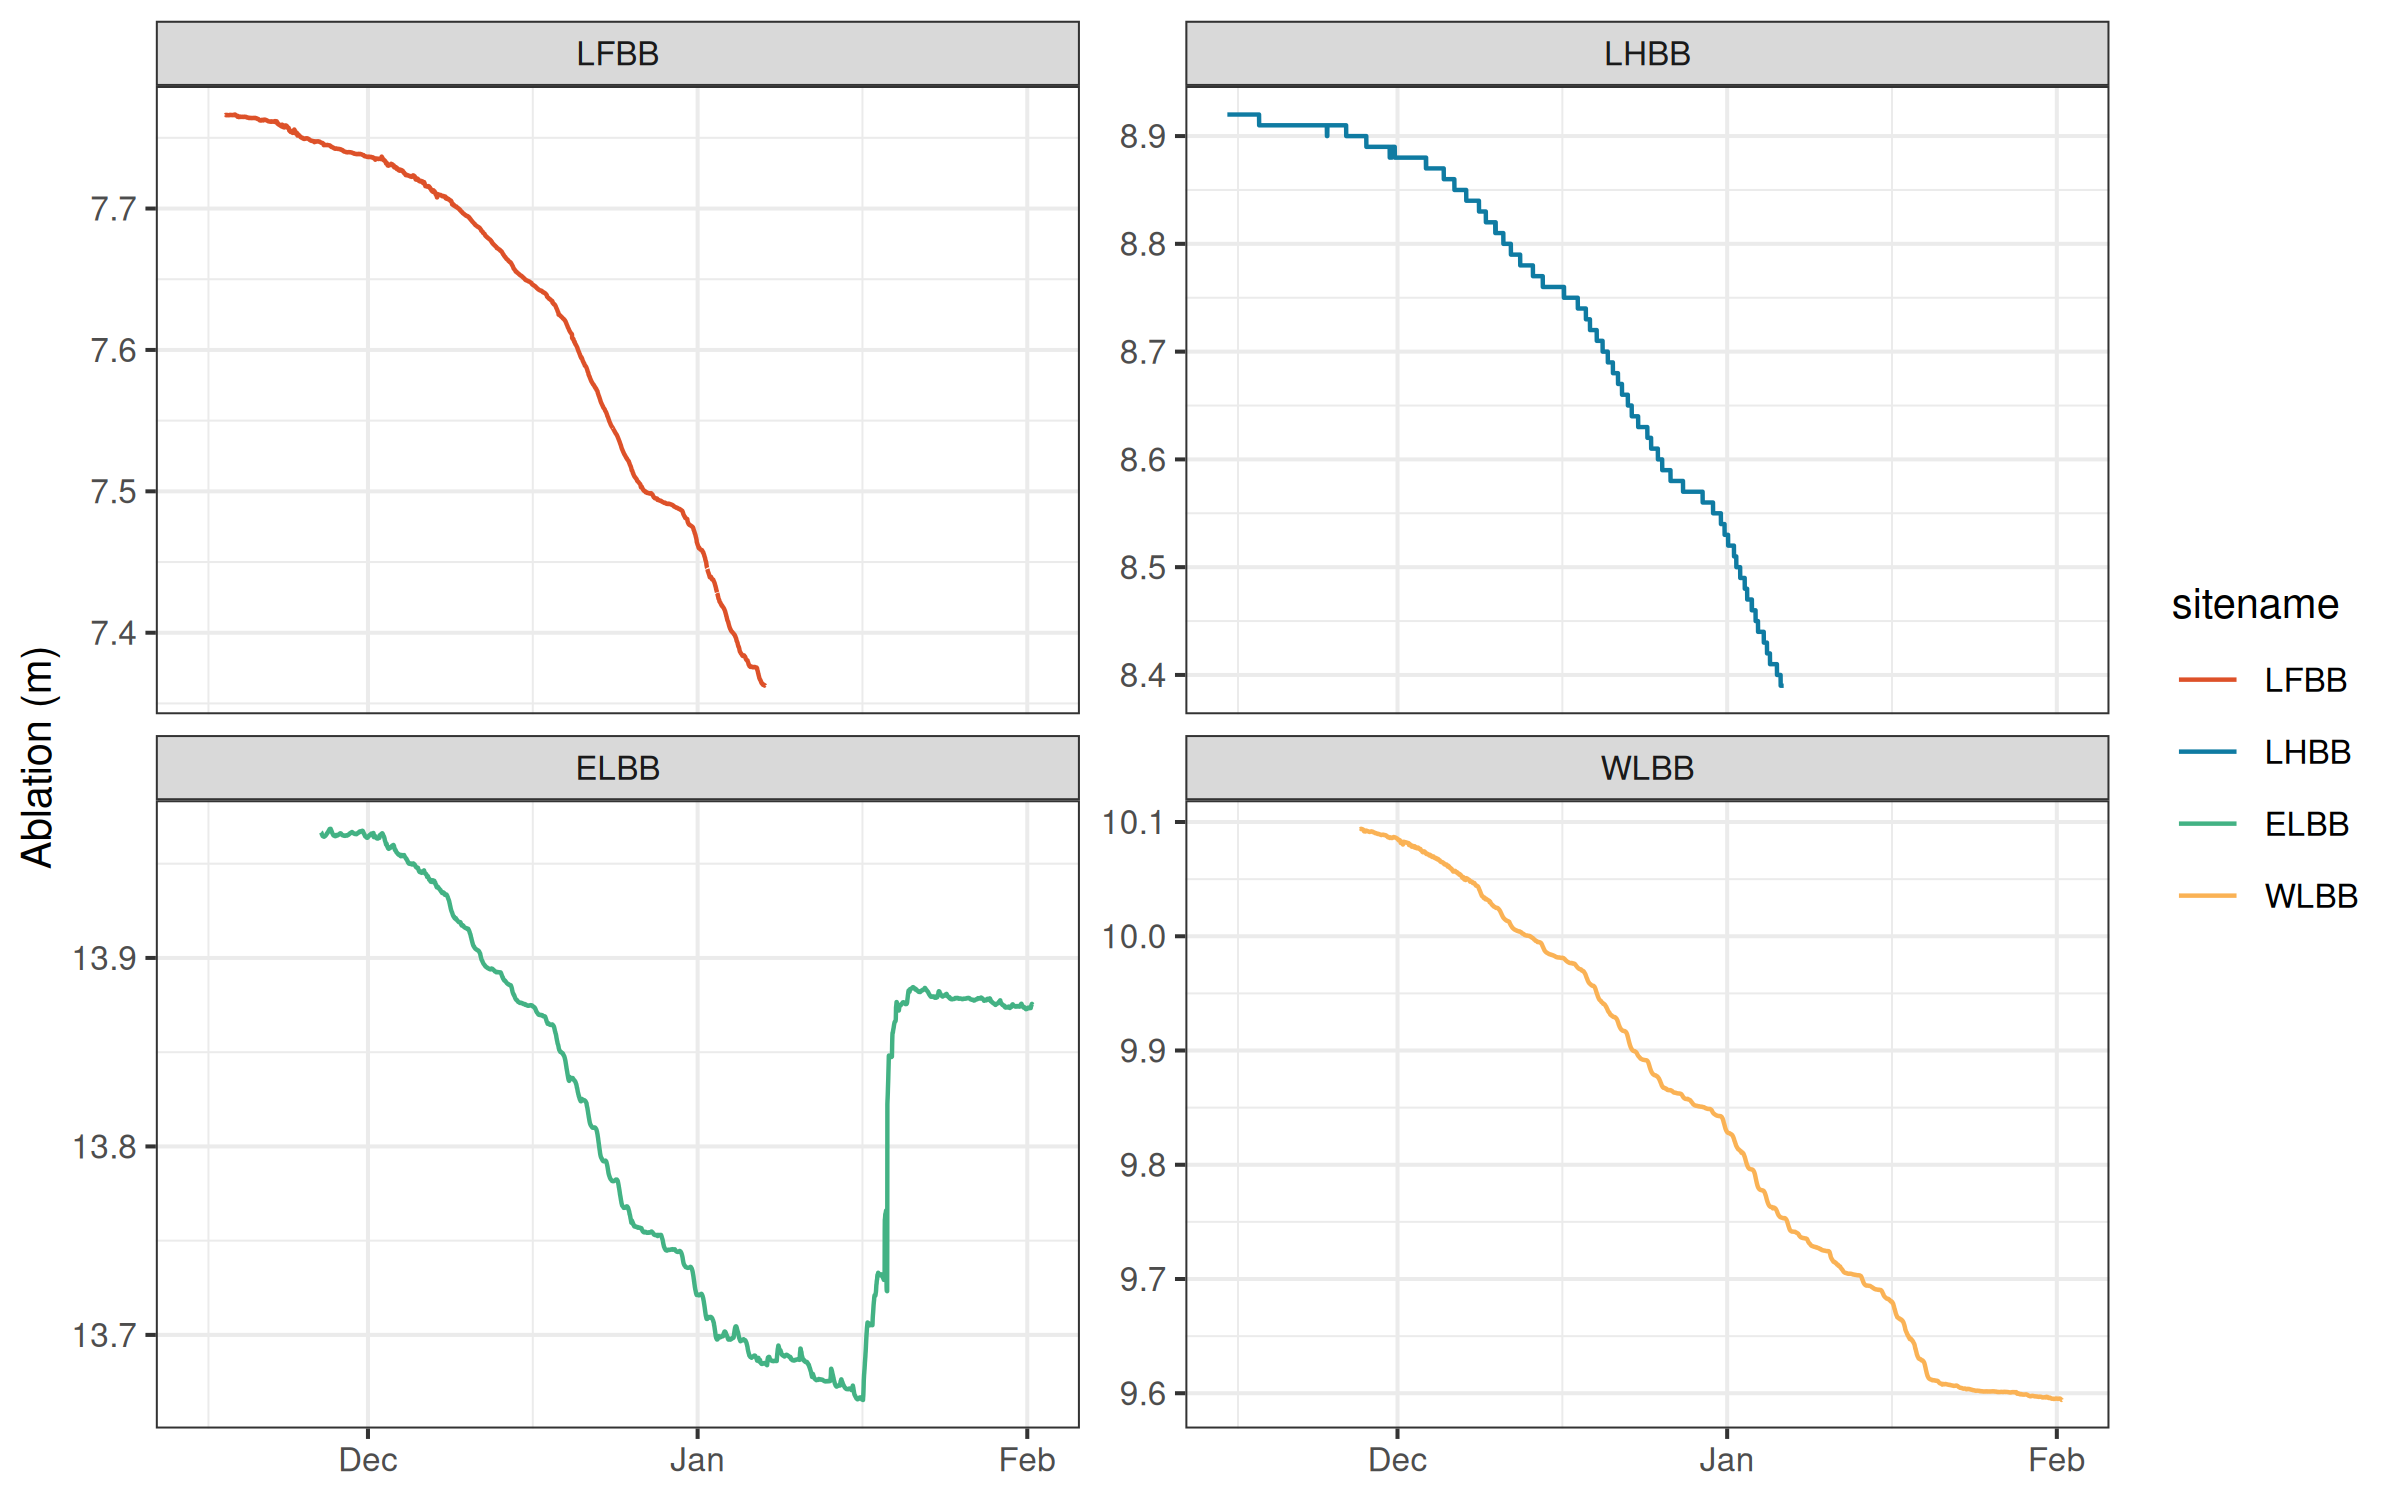 LFBB
LHBB
7.7
7.6
7.5
7.4
8.9
8.8
8.7
8.6
8.5
8.4
ELBB
WLBB
13.9
13.8
13.7
10.1
10.0
9.9
9.8
9.7
9.6
Dec Jan Feb
Dec Jan Feb
Ablation (m)
sitename
LFBB
LHBB
ELBB
WLBB